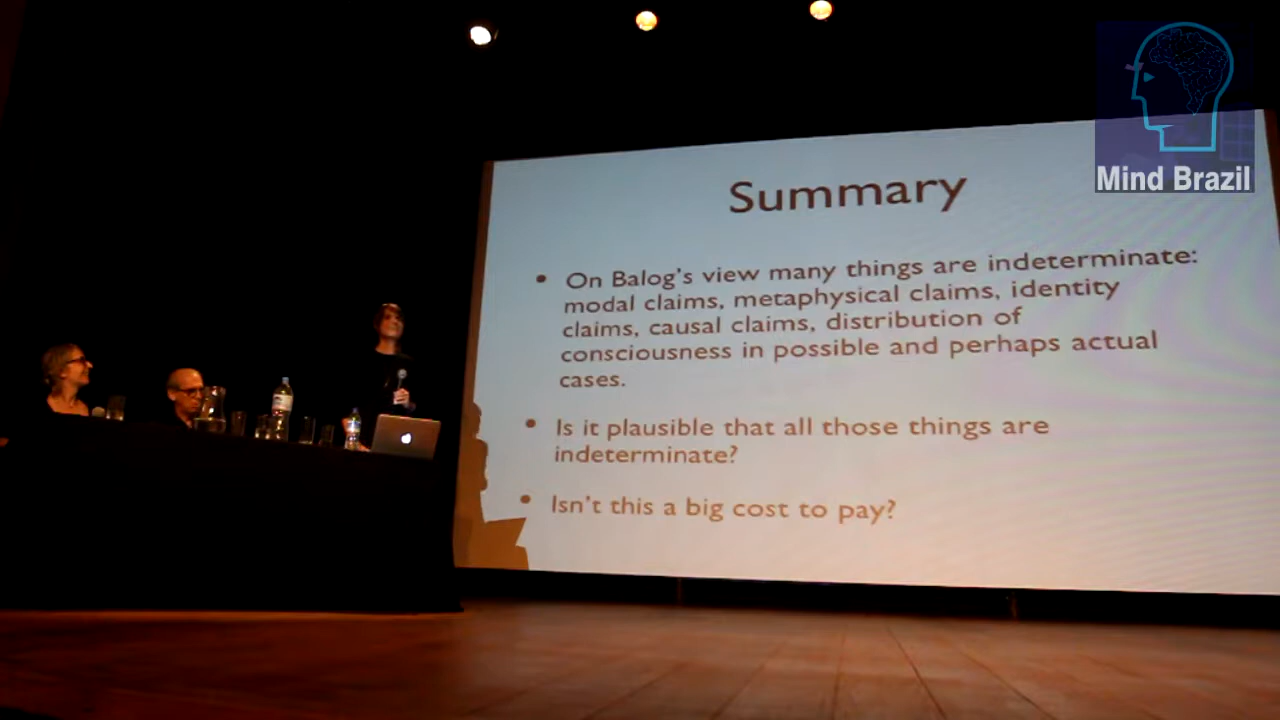 Mind Brazil
Summary
• On Balog's view many things are indeterminate:
modal claims, metaphysical claims, identity
claims, causal claims, distribution of
consciousness in possible and perhaps actual
cases.
• Is it plausible that all those things are
indeterminate?
• Isn't this a big cost to pay?